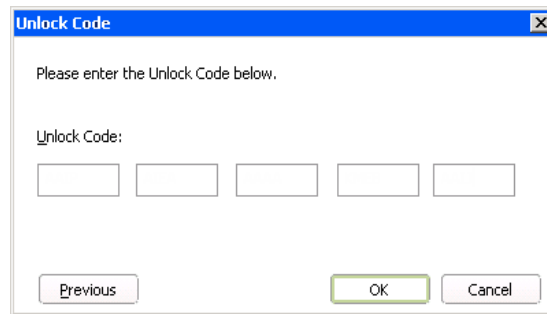 Unlock Code
Please enter the Unlock Code below.
Unlock Code:
Previous OK Cancel